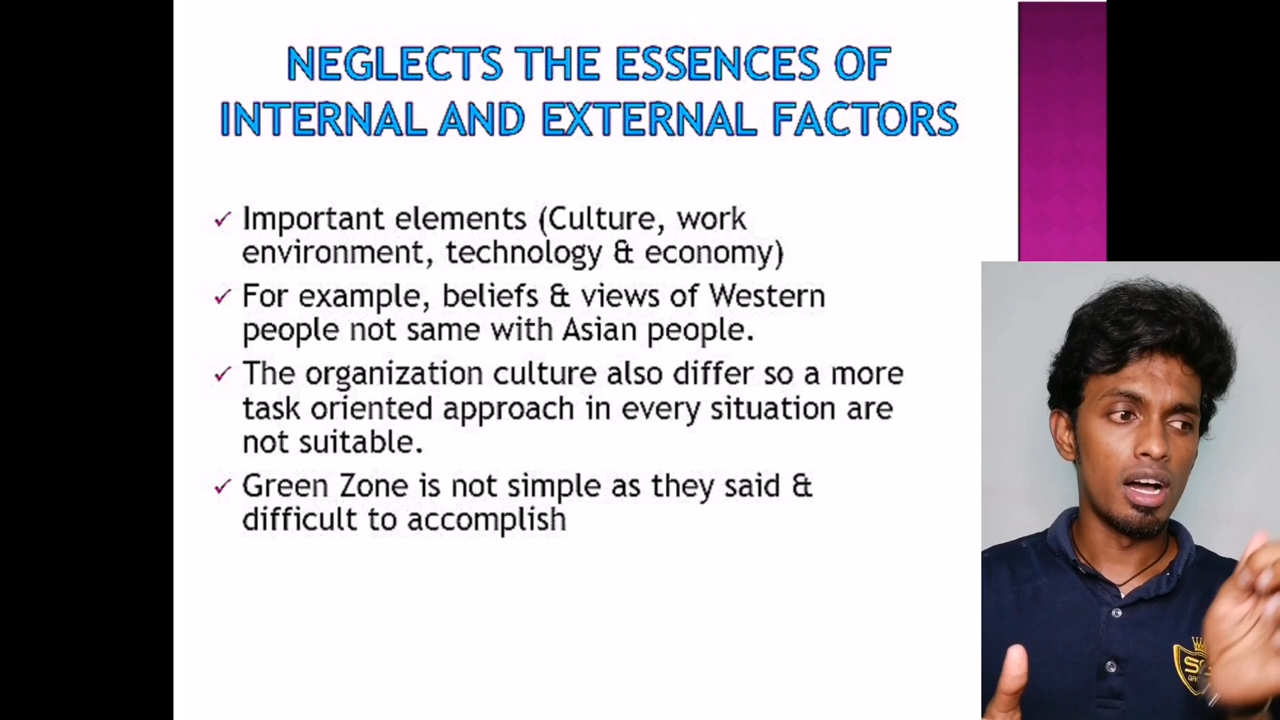 NEGLECTS THE ESSENCES OF
INTERNAL AND EXTERNAL FACTORS
✓ Important elements (Culture, work
environment, technology & economy)
✓ For example, beliefs & views of Western
people not same with Asian people.
✓ The organization culture also differ so a more
task oriented approach in every situation are
not suitable.
✓ Green Zone is not simple as they said &
difficult to accomplish